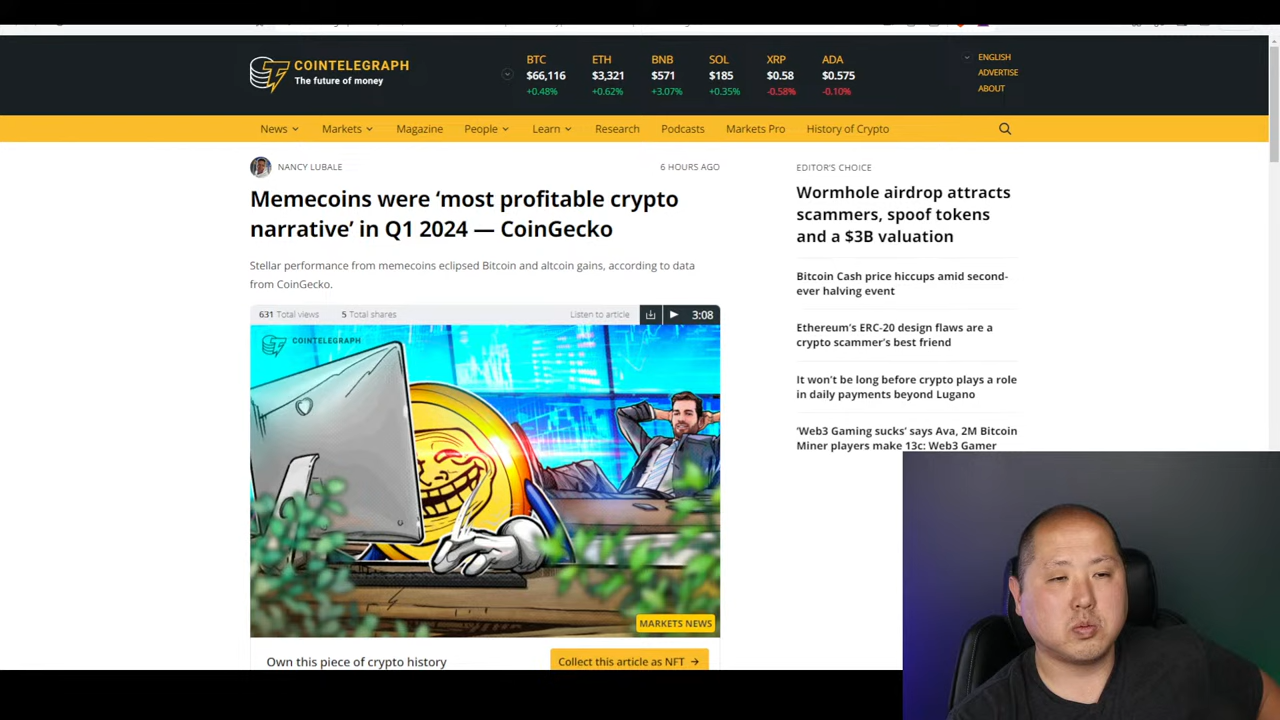 COINTELEGRAPH
The future of money
BTC
$66,116
+0.48%
ETH
$3,321
+0.62%
BNB
$571
+3.07%
SOL
$185
+0.35%
XRP
$0.58
-0.58%
ADA
$0.575
-0.10%
ENGLISH
ADVERTISE
ABOUT
News
Markets
Magazine
People
Learn
Research
Podcasts
Markets Pro
History of Crypto
NANCY LUBALE
6 HOURS AGO
Memecoins were ‘most profitable crypto
narrative’ in Q1 2024 — CoinGecko
Stellar performance from memecoins eclipsed Bitcoin and altcoin gains, according to data
from CoinGecko.
631 Total views
5 Total shares
Listen to article
3:08
COINTELEGRAPH
MARKETS NEWS
Own this piece of crypto history
Collect this article as NFT →
EDITOR'S CHOICE
Wormhole airdrop attracts
scammers, spoof tokens
and a $3B valuation
Bitcoin Cash price hiccups amid second-
ever halving event
Ethereum's ERC-20 design flaws are a
crypto scammer's best friend
It won't be long before crypto plays a role
in daily payments beyond Lugano
‘Web3 Gaming sucks’ says Ava, 2M Bitcoin
Miner players make 13c: Web3 Gamer